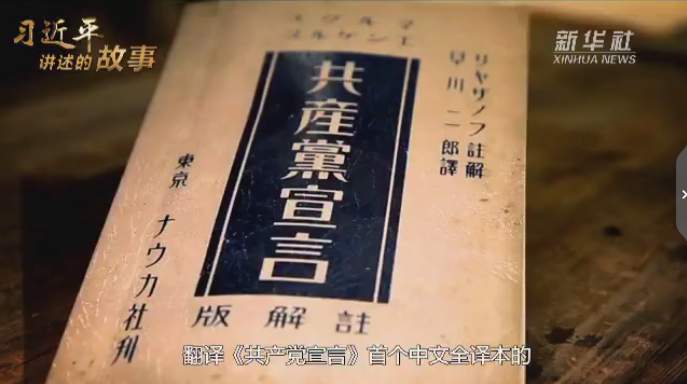 习近平
讲述的故事
新华社
XINHUA NEWS
マルクス
エンゲルス
リヤザノフ註解
早川二郎譯
共産黨宣言
註解版
東京 ナウカ社刊
翻译《共产党宣言》首个中文全译本的